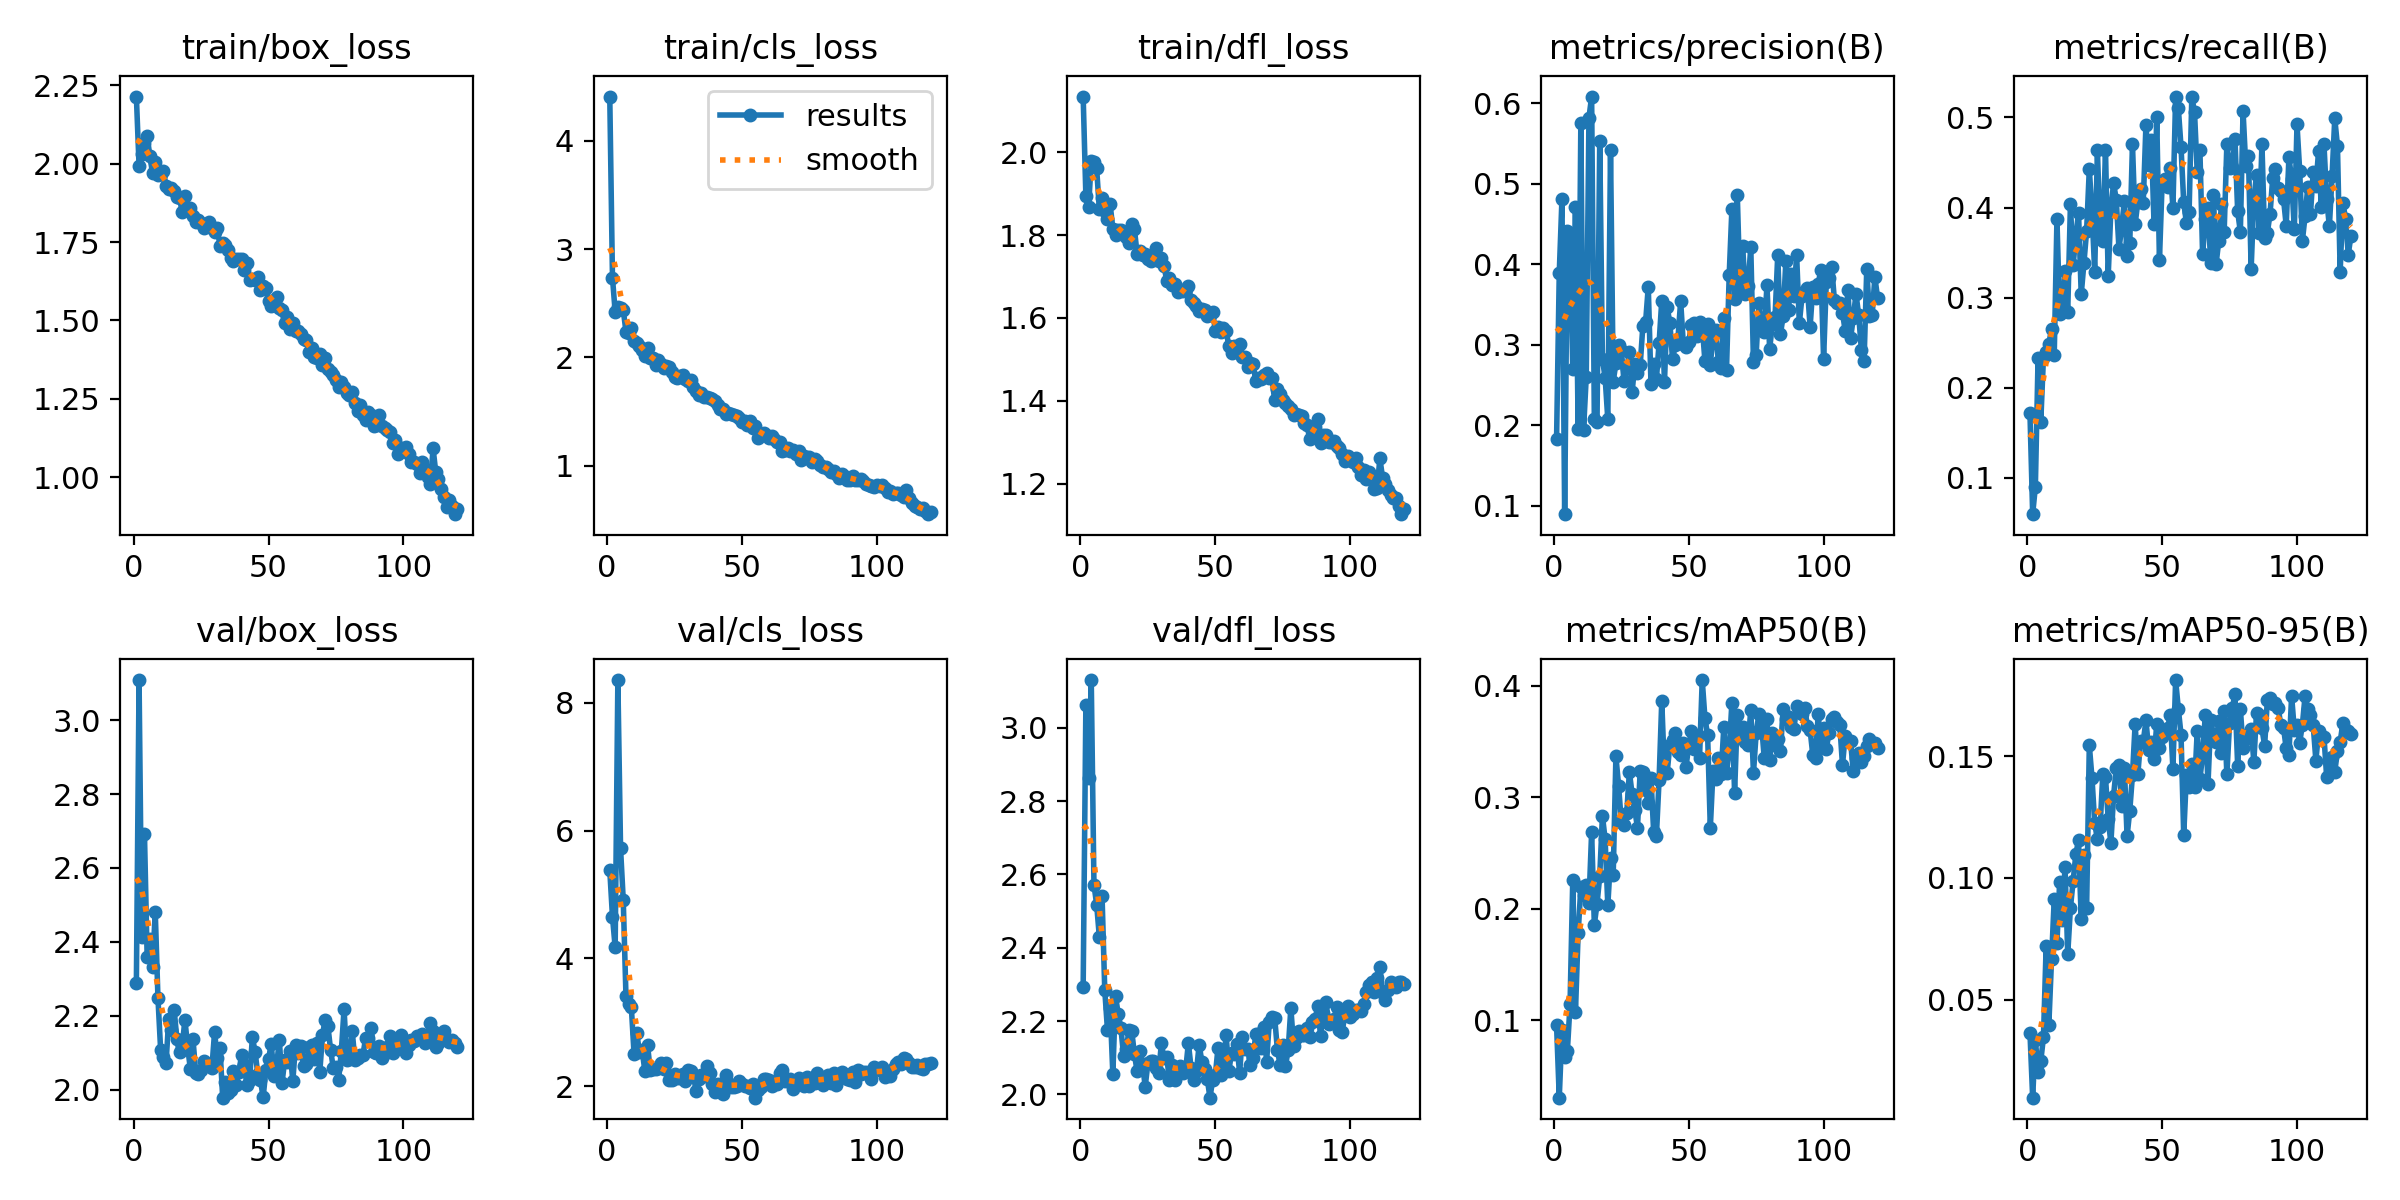 train/box_loss
2.25
2.00
1.75
1.50
1.25
1.00
0 50 100
train/cls_loss
results
smooth
4
3
2
1
0 50 100
train/dfl_loss
2.0
1.8
1.6
1.4
1.2
0 50 100
metrics/precision(B)
0.6
0.5
0.4
0.3
0.2
0.1
0 50 100
metrics/recall(B)
0.5
0.4
0.3
0.2
0.1
0 50 100
val/box_loss
3.0
2.8
2.6
2.4
2.2
2.0
0 50 100
val/cls_loss
8
6
4
2
0 50 100
val/dfl_loss
3.0
2.8
2.6
2.4
2.2
2.0
0 50 100
metrics/mAP50(B)
0.4
0.3
0.2
0.1
0 50 100
metrics/mAP50-95(B)
0.15
0.10
0.05
0 50 100